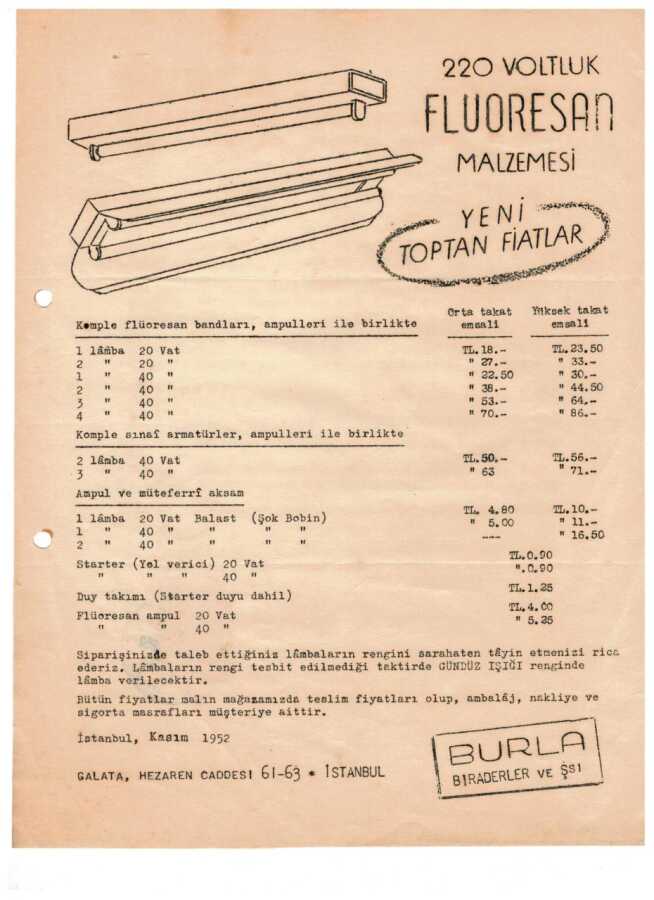 220 VOLTLUK
FLUORESAN
MALZEMESİ
YENİ
TOPTAN FİATLAR
Orta takat Yüksek takat
Komple flüoresan bandları, ampulleri ile birlikte emsali emsali
1 lâmba 20 Vat TL.18.- TL.23.50
2 " 20 " " 27.- " 33.-
1 " 40 " " 22.50 " 30.-
2 " 40 " " 38.- " 44.50
3 " 40 " " 53.- " 64.-
4 " 40 " " 70.- " 86.-
Komple sınaî armatürler, ampulleri ile birlikte
2 lâmba 40 Vat TL.50.- TL.56.-
3 " 40 " " 63 " 71.-
Ampul ve müteferrî aksam
1 lâmba 20 Vat Balast (Şok Bobin) TL. 4.80 TL.10.-
1 " 40 " " " " " 5.00 " 11.-
2 " 40 " " " " --- " 16.50
Starter (Yol verici) 20 Vat TL.0.90
" " " 40 " ".0.90
Duy takımı (Starter duyu dahil) TL.1.25
Flüoresan ampul 20 Vat TL.4.00
" " 40 " " 5.25
Siparişinizde taleb ettiğiniz lâmbaların rengini sarahaten tâyin etmenizi rica
ederiz. Lâmbaların rengi tesbit edilmediği taktirde GÜNDÜZ IŞIĞI renginde
lâmba verilecektir.
Bütün fiyatlar malın mağazamızda teslim fiyatları olup, ambalâj, nakliye ve
sigorta masrafları müşteriye aittir.
İstanbul, Kasım 1952
GALATA, HEZAREN CADDESİ 61-63 • İSTANBUL
BURLA
BİRADERLER VE ŞSI